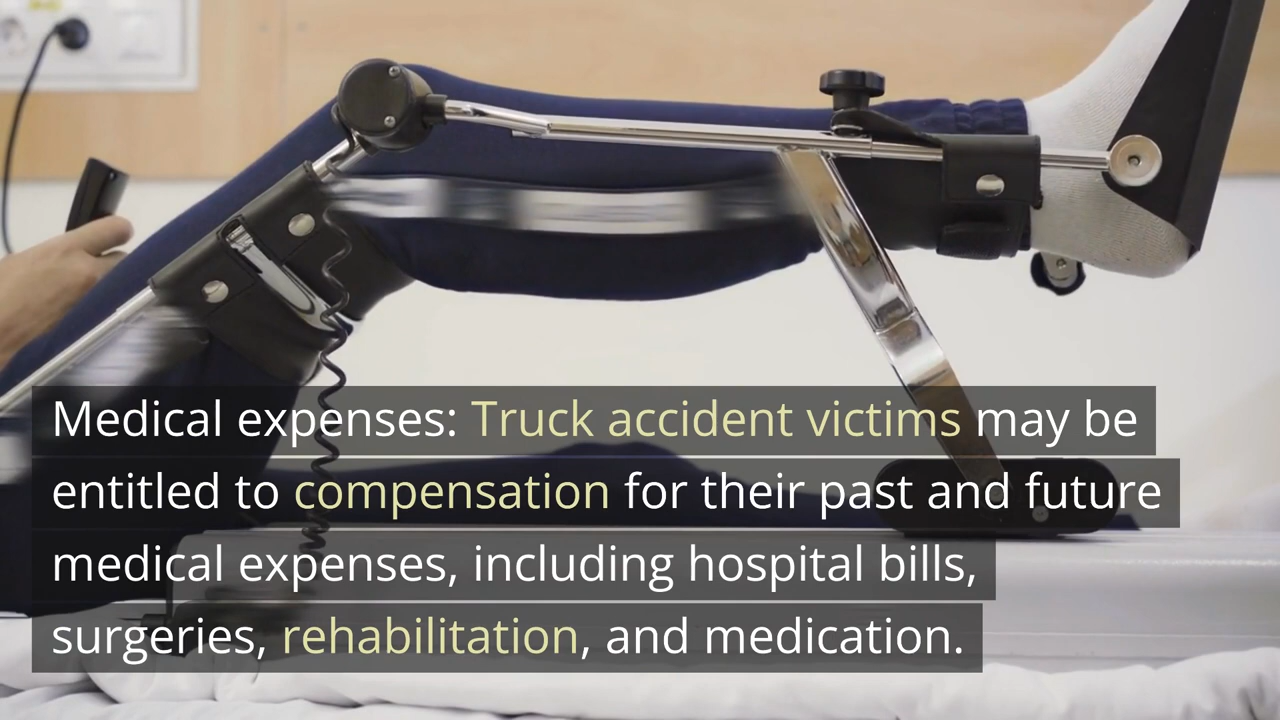 Medical expenses: Truck accident victims may be
entitled to compensation for their past and future
medical expenses, including hospital bills,
surgeries, rehabilitation, and medication.